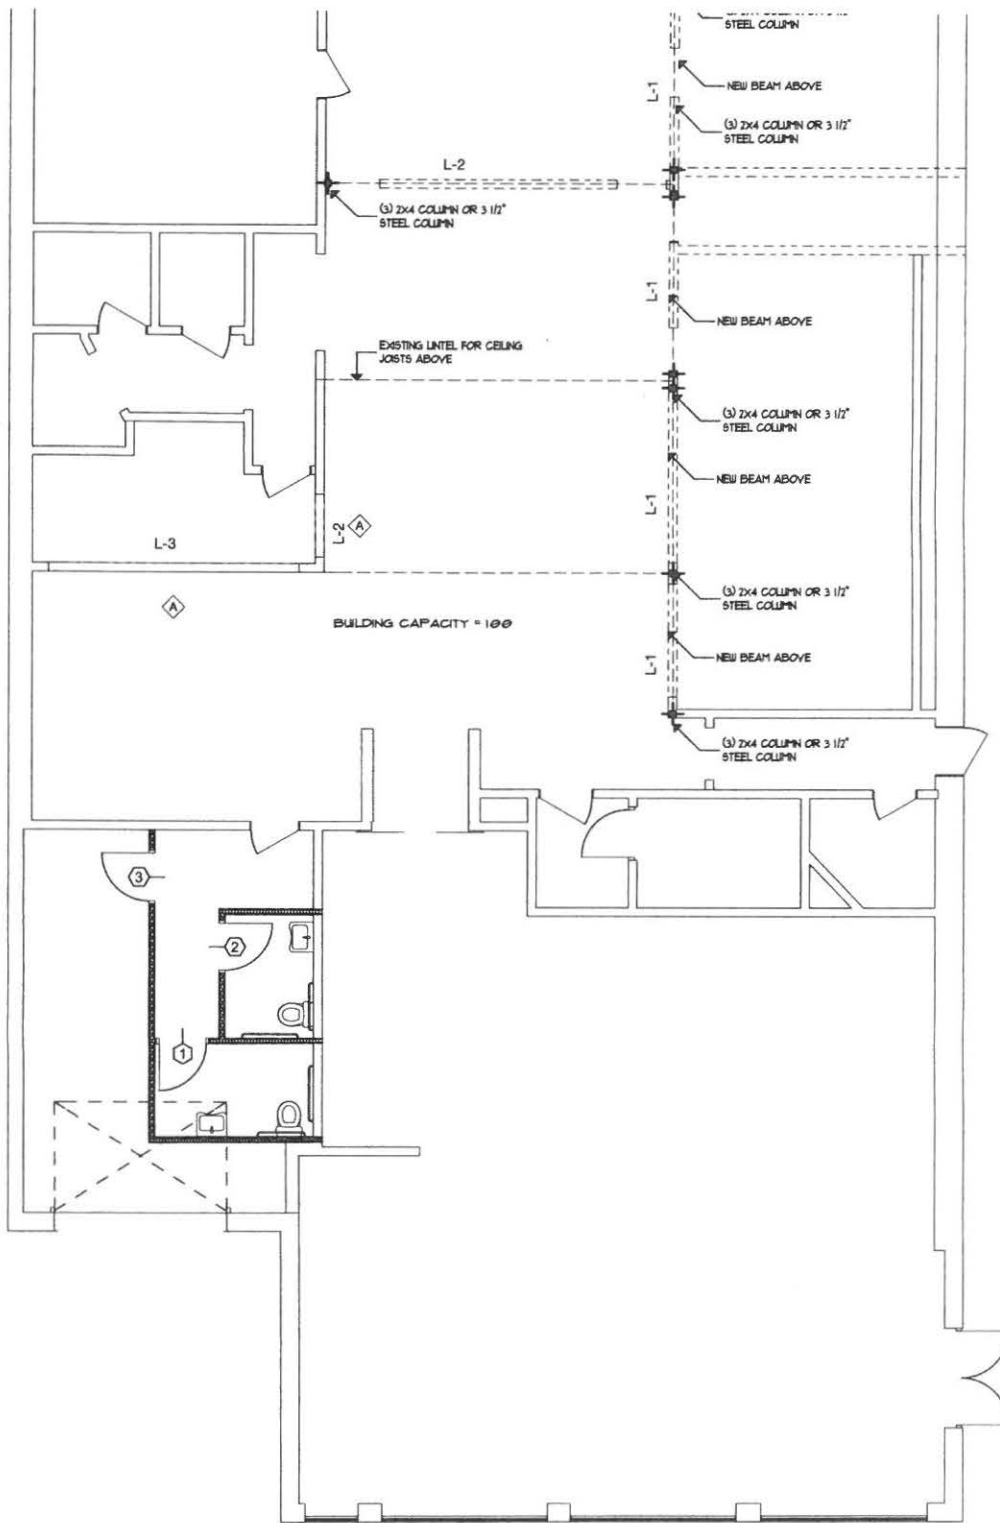 STEEL COLUMN
NEW BEAM ABOVE
L-1
(3) 2X4 COLUMN OR 3 1/2"
STEEL COLUMN
L-2
(3) 2X4 COLUMN OR 3 1/2"
STEEL COLUMN
L-1
NEW BEAM ABOVE
EXISTING LINTEL FOR CEILING
JOISTS ABOVE
(3) 2X4 COLUMN OR 3 1/2"
STEEL COLUMN
NEW BEAM ABOVE
L-1
L-2
A
L-3
(3) 2X4 COLUMN OR 3 1/2"
STEEL COLUMN
A
BUILDING CAPACITY = 100
NEW BEAM ABOVE
L-1
(3) 2X4 COLUMN OR 3 1/2"
STEEL COLUMN
3
2
1